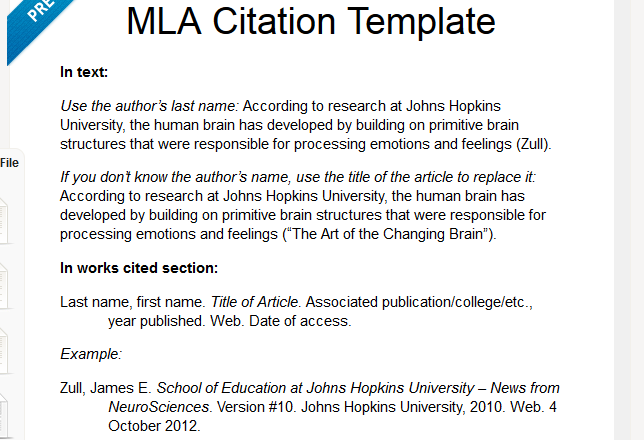 PRE
MLA Citation Template
In text:
Use the author’s last name: According to research at Johns Hopkins
University, the human brain has developed by building on primitive brain
structures that were responsible for processing emotions and feelings (Zull).
File
If you don’t know the author’s name, use the title of the article to replace it:
According to research at Johns Hopkins University, the human brain has
developed by building on primitive brain structures that were responsible for
processing emotions and feelings (“The Art of the Changing Brain”).
In works cited section:
Last name, first name. Title of Article. Associated publication/college/etc.,
year published. Web. Date of access.
Example:
Zull, James E. School of Education at Johns Hopkins University – News from
NeuroSciences. Version #10. Johns Hopkins University, 2010. Web. 4
October 2012.